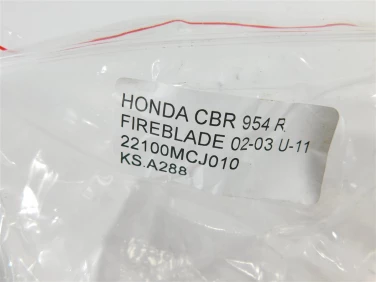 HONDA CBR 954 R
FIREBLADE 02-03 U-11
22100MCJ010
KS.A288